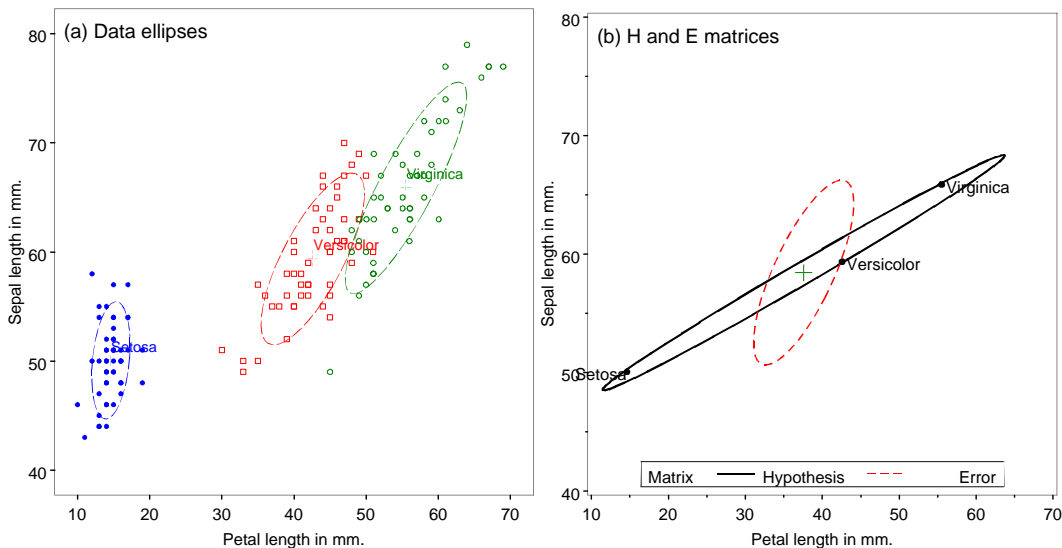 (a) Data ellipses
80
70
60
50
40
Sepal length in mm.
Virginica
Versicolor
Setosa
10 20 30 40 50 60 70
Petal length in mm.
(b) H and E matrices
80
70
60
50
40
Sepal length in mm.
Virginica
Versicolor
Setosa
Matrix Hypothesis Error
10 20 30 40 50 60 70
Petal length in mm.